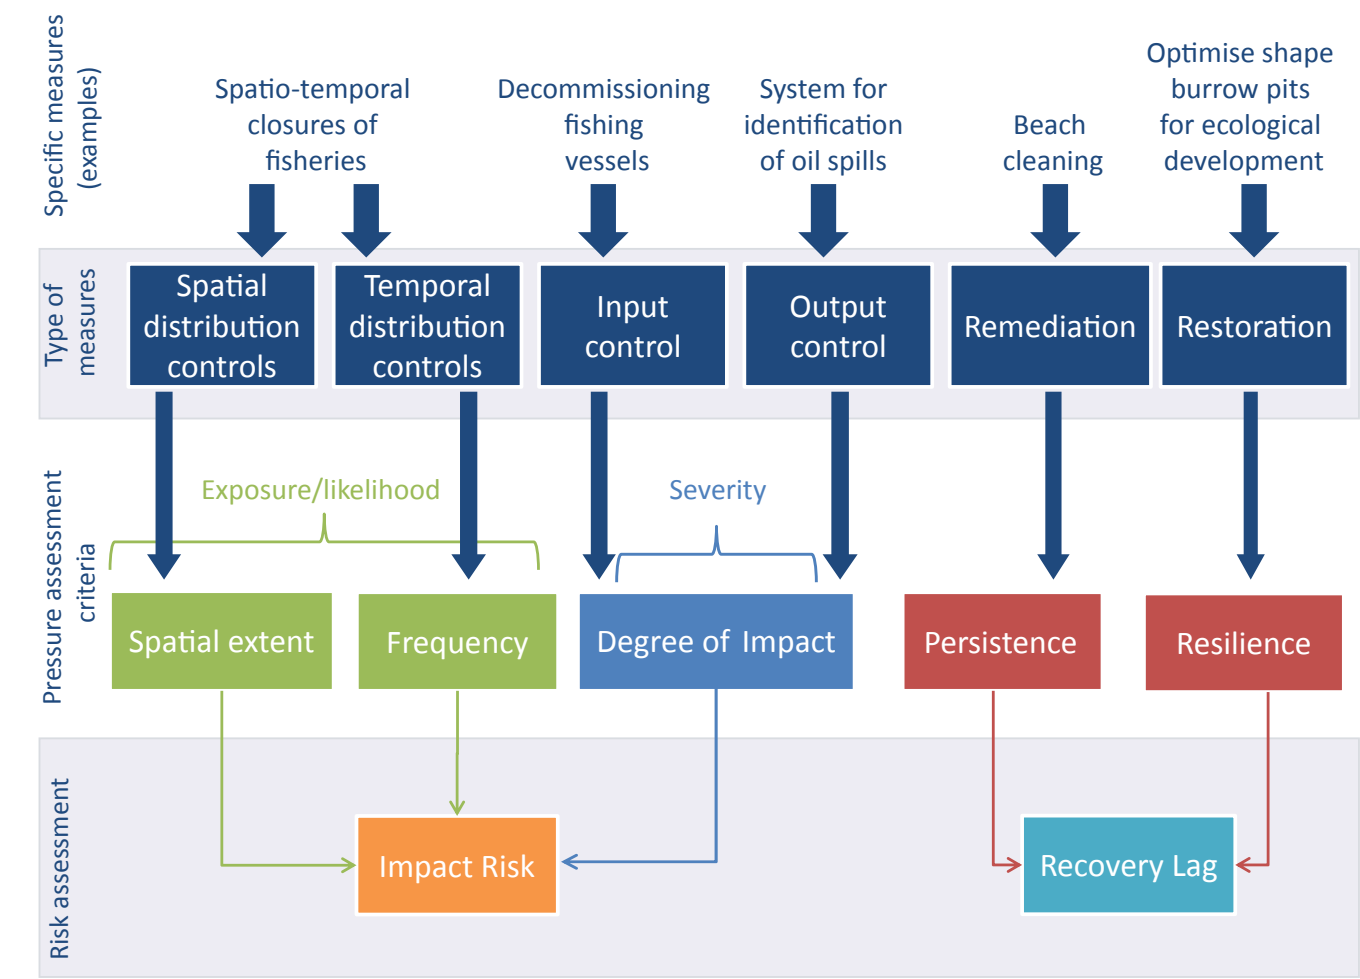 Specific measures
(examples)
Spatio-temporal
closures of
fisheries
Decommissioning
fishing
vessels
System for
identification
of oil spills
Beach
cleaning
Optimise shape
burrow pits
for ecological
development
Type of
measures
Spatial
distribution
controls
Temporal
distribution
controls
Input
control
Output
control
Remediation
Restoration
Pressure assessment
criteria
Exposure/likelihood
Severity
Spatial extent
Frequency
Degree of Impact
Persistence
Resilience
Risk assessment
Impact Risk
Recovery Lag